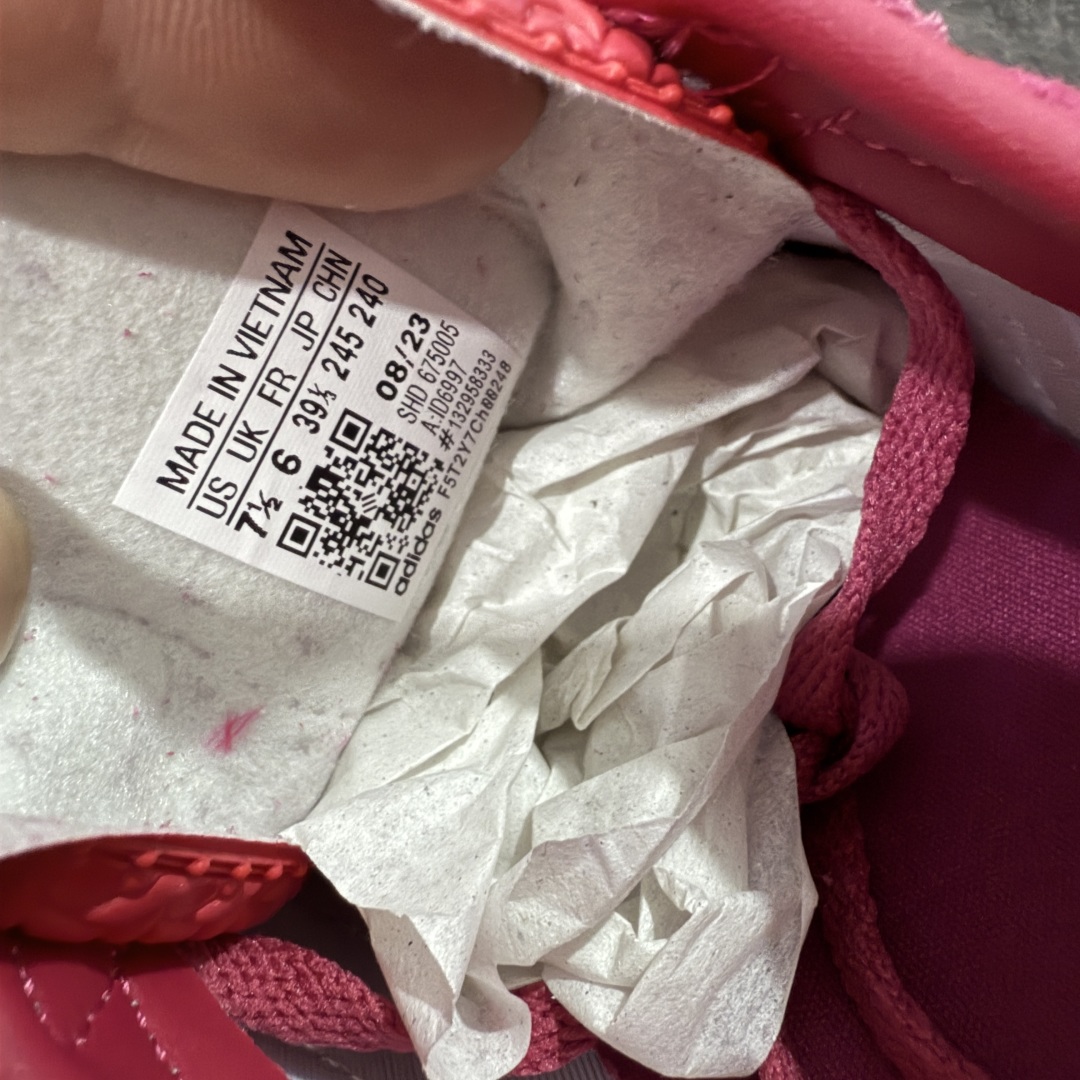 MADE IN VIETNAM
US UK FR JP CHN
7½ 6 39⅓ 245 240
08/23
SHD 675005
A:ID6997
#132958333
F5T2Y7Ch88248
adidas